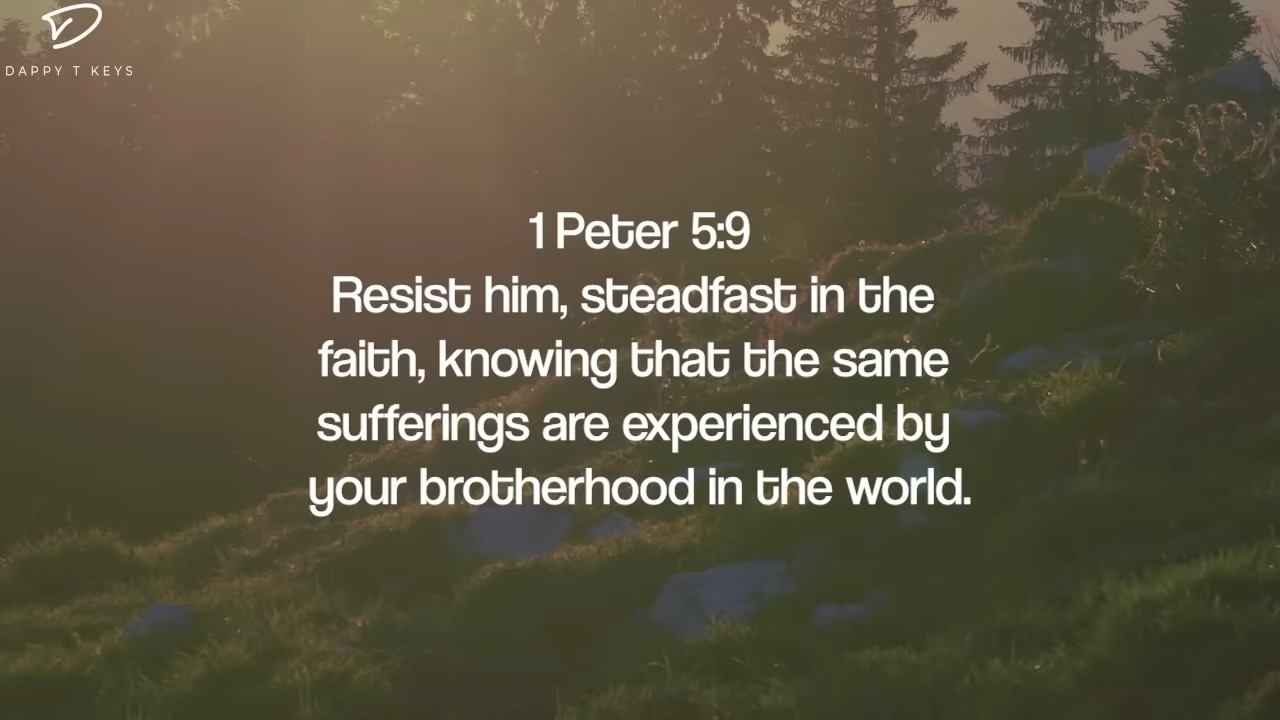 DAPPY T KEYS
1 Peter 5:9
Resist him, steadfast in the
faith, knowing that the same
sufferings are experienced by
your brotherhood in the world.